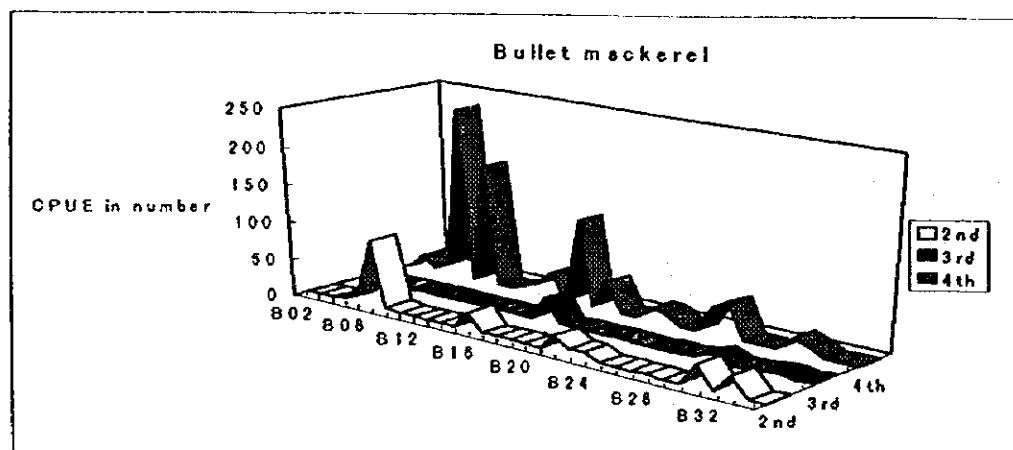 Bullet mackerel
250
200
150
100
50
0
CPUE in number
B02
B08
B12
B16
B20
B24
B28
B32
2nd
3rd
4th
2nd
3rd
4th